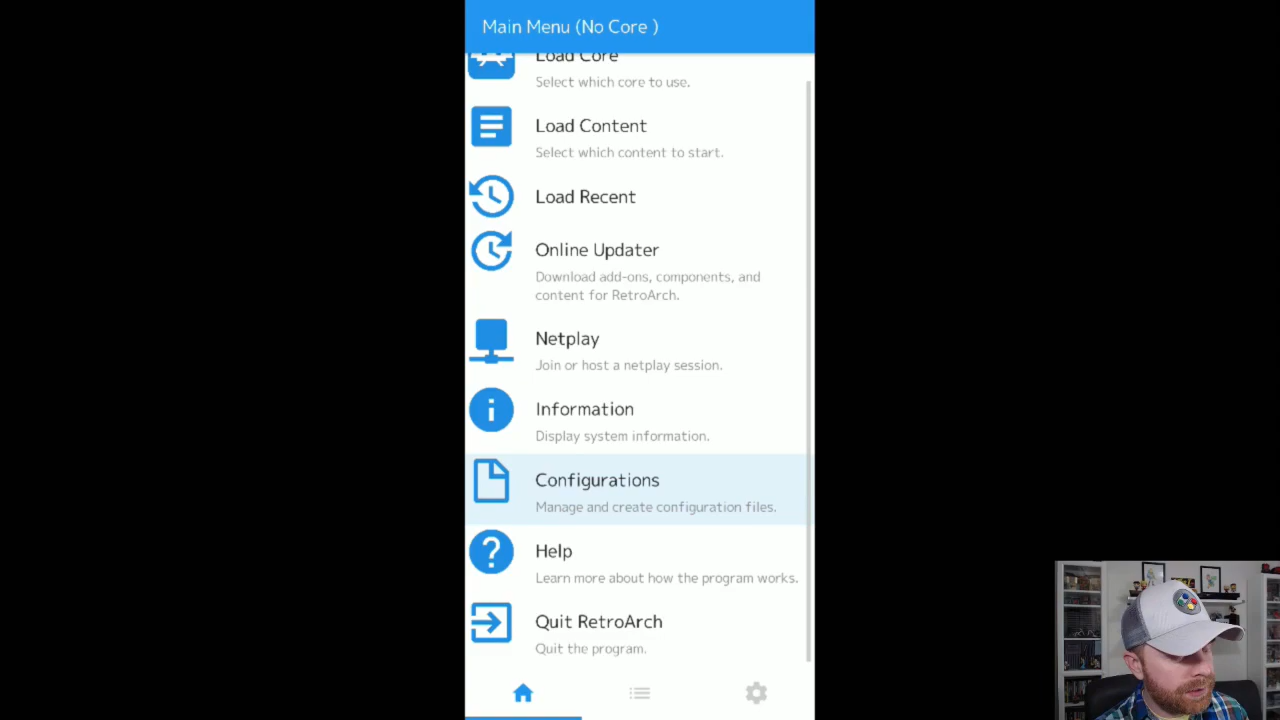 Main Menu (No Core )
Load Core
Select which core to use.
Load Content
Select which content to start.
Load Recent
Online Updater
Download add-ons, components, and
content for RetroArch.
Netplay
Join or host a netplay session.
Information
Display system information.
Configurations
Manage and create configuration files.
Help
Learn more about how the program works.
Quit RetroArch
Quit the program.